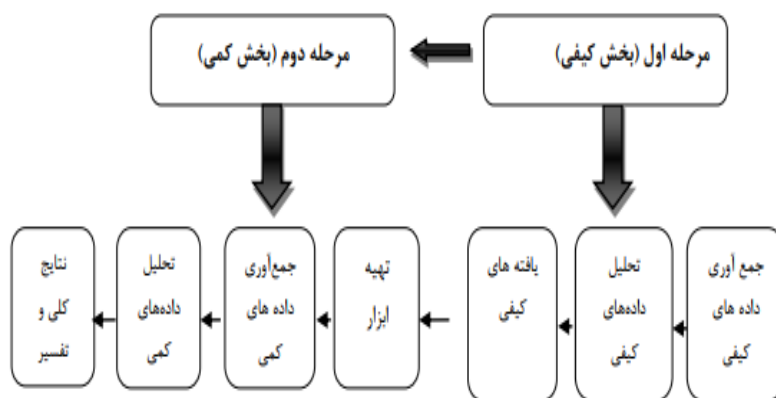 مرحله اول (بخش کیفی)
مرحله دوم (بخش کمی)
جمع آوری
داده های
کیفی
تحلیل
داده‌های
کیفی
یافته های
کیفی
تهیه
ابزار
جمع‌آوری
داده های
کمی
تحلیل
داده‌های
کمی
نتایج
کلی و
تفسیر